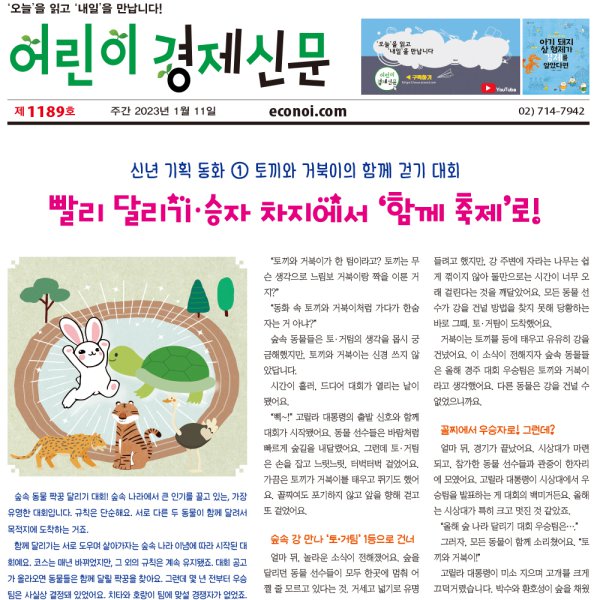 '오늘'을 읽고 '내일'을 만납니다!
어린이 경제신문
'오늘'을 읽고
'내일'을 만납니다
어린이
경제신문
◀구독하기
YouTube
아기 돼지
삼 형제가
경제를
알았다면
제1189호
주간 2023년 1월 11일
econoi.com
02) 714-7942
신년 기획 동화 ① 토끼와 거북이의 함께 걷기 대회
빨리 달리기·승자 차지에서 '함께 축제'로!
숲속 동물 짝꿍 달리기 대회! 숲속 나라에서 큰 인기를 끌고 있는, 가장
유명한 대회입니다. 규칙은 단순해요. 서로 다른 두 동물이 함께 달려서
목적지에 도착하는 거죠.
함께 달리기는 서로 도우며 살아가자는 숲속 나라 이념에 따라 시작된 대
회예요. 코스는 매년 바뀌었지만, 그 외의 규칙은 계속 유지됐죠. 대회 공고
가 올라오면 동물들은 함께 달릴 짝꿍을 찾아요. 그런데 몇 년 전부터 우승
팀은 사실상 결정돼 있었어요. 치타와 호랑이 팀에 맞설 경쟁자가 없었죠.
"토끼와 거북이가 한 팀이라고? 토끼는 무
슨 생각으로 느림보 거북이랑 짝을 이룬 거
지?"
"동화 속 토끼와 거북이처럼 가다가 한숨
자는 거 아냐?"
숲속 동물들은 토·거팀의 생각을 몹시 궁
금해했지만, 토끼와 거북이는 신경 쓰지 않
았답니다.
시간이 흘러, 드디어 대회가 열리는 날이
됐어요.
"삑~!" 고릴라 대통령의 출발 신호와 함께
대회가 시작됐어요. 동물 선수들은 바람처럼
빠르게 숲길을 내달렸어요. 그런데 토·거팀
은 손을 잡고 느릿느릿, 터벅터벅 걸었어요.
가끔은 토끼가 거북이를 태우고 뛰기도 했어
요. 꼴찌여도 포기하지 않고 앞을 향해 걷고
또 걸었어요.
숲속 강 만나 '토·거팀' 1등으로 건너
얼마 뒤, 놀라운 소식이 전해졌어요. 숲을
달리던 동물 선수들이 모두 한곳에 멈춰 어
쩔 줄 모르고 있다는 것. 거세고 넓기로 유명
들려고 했지만, 강 주변에 자라는 나무는 쉽
게 꺾이지 않아 뗏목으로는 시간이 너무 오
래 걸린다는 것을 깨달았어요. 모든 동물 선
수가 강을 건널 방법을 찾지 못해 당황하는
바로 그때, 토·거팀이 도착했어요.
거북이는 토끼를 등에 태우고 유유히 강을
건넜어요. 이 소식이 전해지자 숲속 동물들
은 올해 경주 대회 우승팀은 토끼와 거북이
라고 생각했어요. 다른 동물은 강을 건널 수
없었으니까요.
꼴찌에서 우승자로! 그런데?
얼마 뒤, 경기가 끝났어요. 시상대가 마련
되고, 참가한 동물 선수들과 관중이 한자리
에 모였어요. 고릴라 대통령이 시상대에서 우
승팀을 발표하는 게 대회의 백미거든요. 올해
는 시상대가 특히 크고 멋진 것 같았죠.
"올해 숲 나라 달리기 대회 우승팀은…."
그러자, 모든 동물이 함께 소리쳤어요. "토
끼와 거북이!"
고릴라 대통령이 미소 지으며 고개를 크게
끄덕거렸습니다. 박수와 환호성이 숲을 채웠